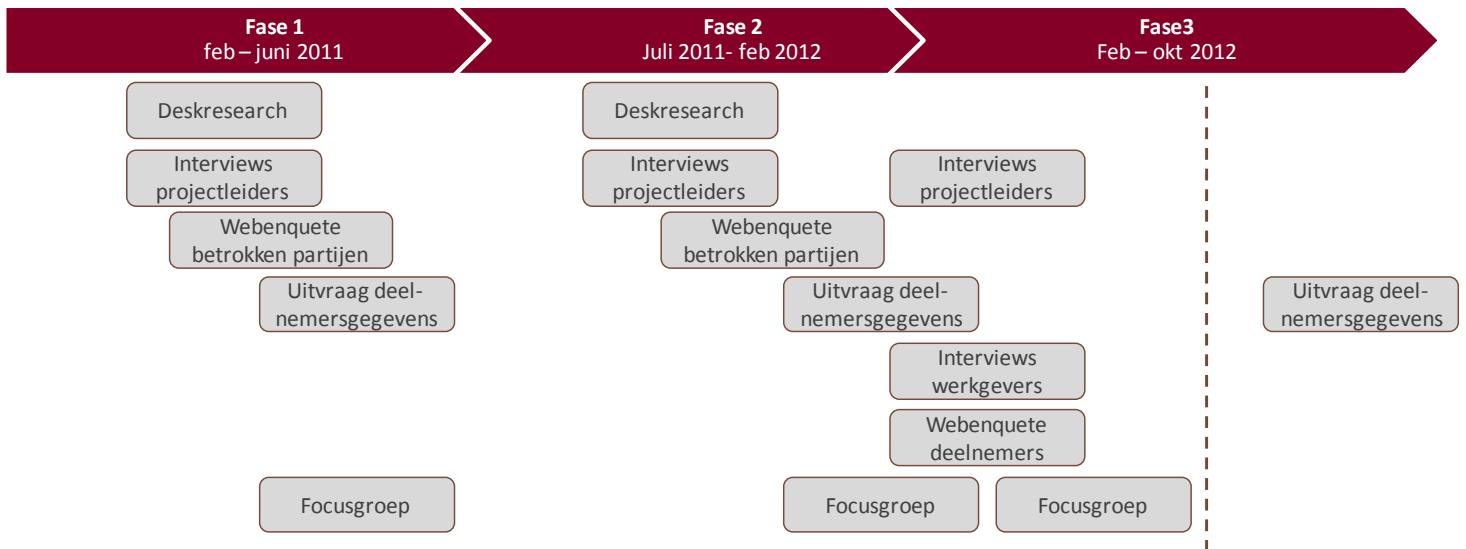 Fase 1
feb – juni 2011
Fase 2
Juli 2011- feb 2012
Fase3
Feb – okt 2012
Deskresearch
Deskresearch
Interviews
projectleiders
Interviews
projectleiders
Interviews
projectleiders
Webenquete
betrokken partijen
Webenquete
betrokken partijen
Uitvraag deel-
nemersgegevens
Uitvraag deel-
nemersgegevens
Uitvraag deel-
nemersgegevens
Interviews
werkgevers
Webenquete
deelnemers
Focusgroep
Focusgroep
Focusgroep